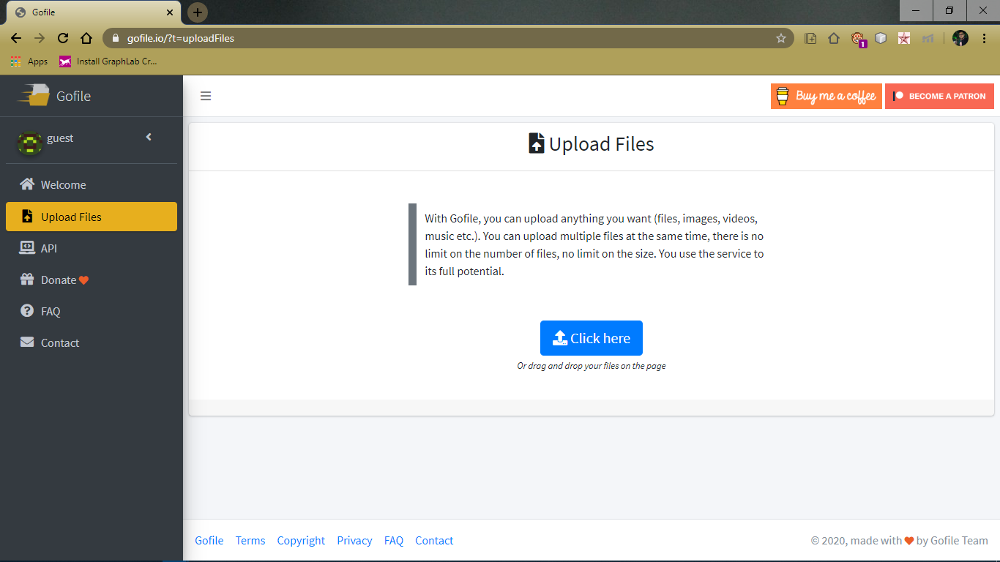 Gofile
gofile.io/?t=uploadFiles
1
Apps
Install GraphLab Cr...
Gofile
Buy me a coffee
BECOME A PATRON
guest
Welcome
Upload Files
API
Donate
FAQ
Contact
Upload Files
With Gofile, you can upload anything you want (files, images, videos,
music etc.). You can upload multiple files at the same time, there is no
limit on the number of files, no limit on the size. You use the service to
its full potential.
Click here
Or drag and drop your files on the page
Gofile Terms Copyright Privacy FAQ Contact
© 2020, made with ❤ by Gofile Team